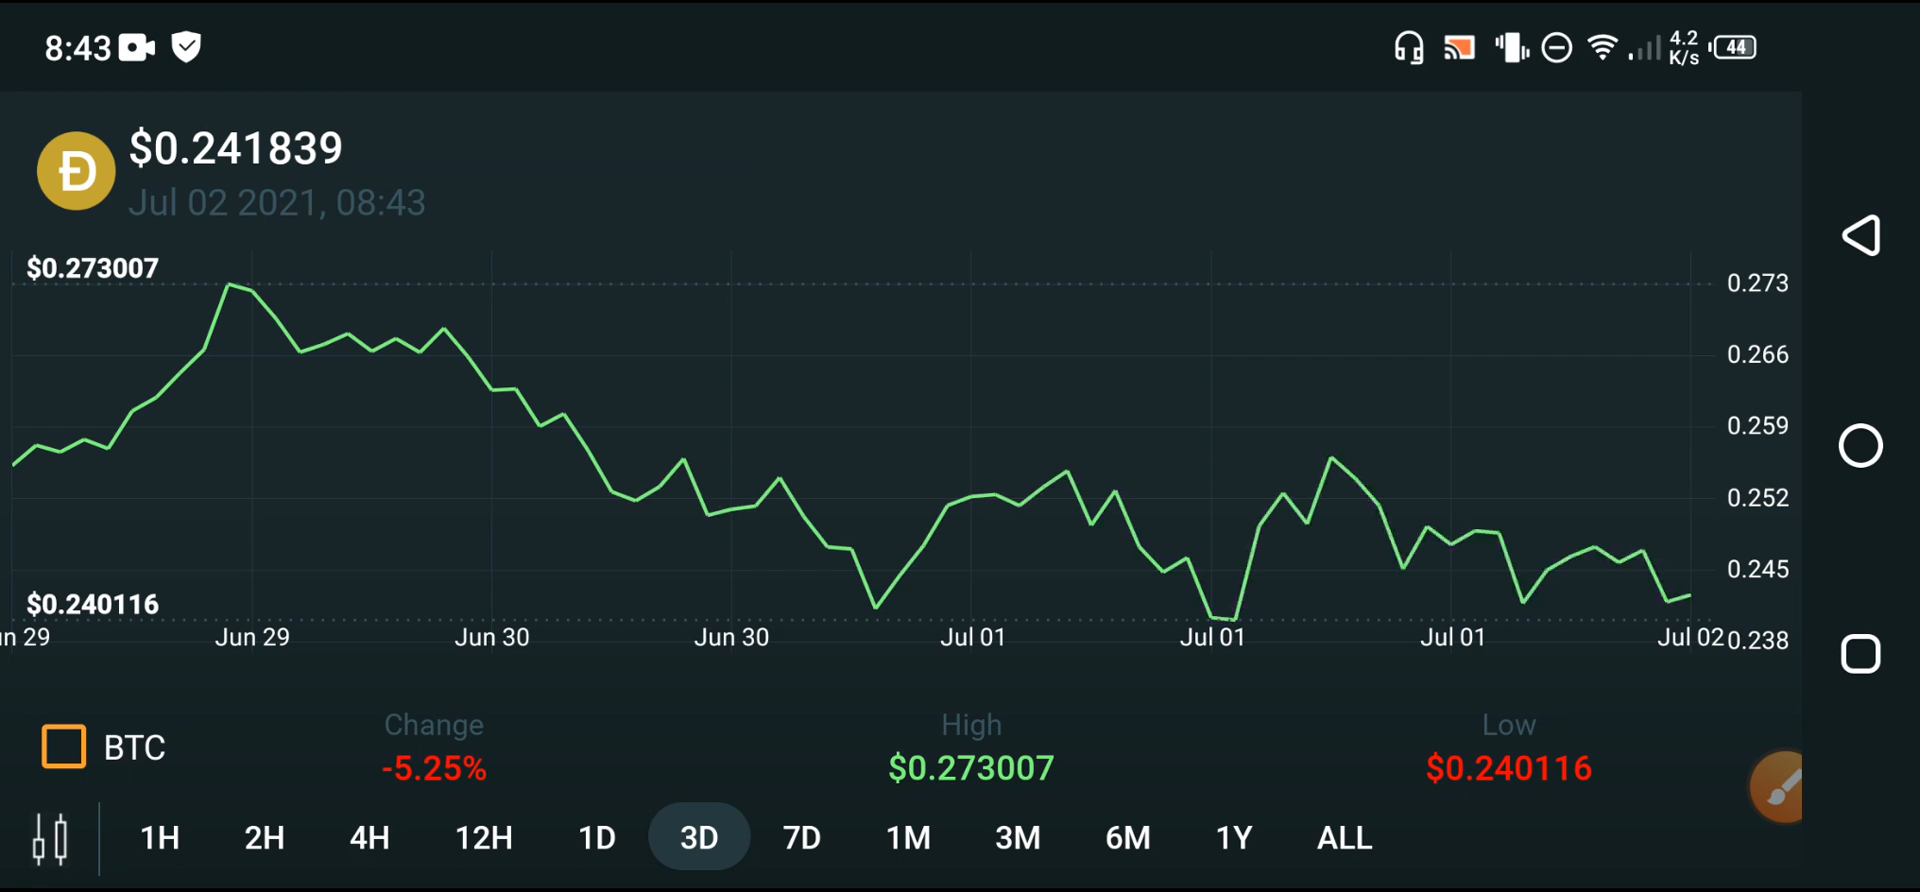 8:43
4.2
K/s
44
Đ
$0.241839
Jul 02 2021, 08:43
$0.273007
0.273
0.266
0.259
0.252
0.245
$0.240116
n 29 Jun 29 Jun 30 Jun 30 Jul 01 Jul 01 Jul 01 Jul 02 0.238
BTC
Change High Low
-5.25% $0.273007 $0.240116
1H 2H 4H 12H 1D 3D 7D 1M 3M 6M 1Y ALL